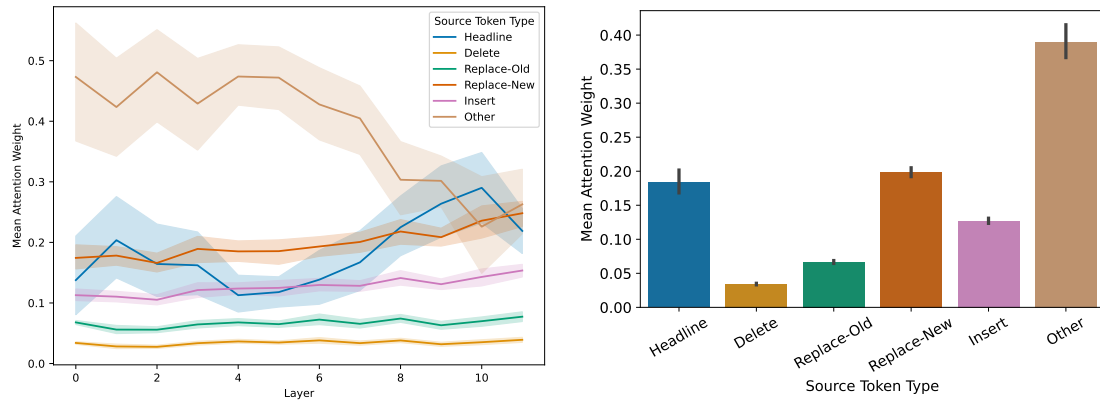 Source Token Type
Headline
Delete
Replace-Old
Replace-New
Insert
Other
Mean Attention Weight
0.5
0.4
0.3
0.2
0.1
0.0
0
2
4
6
8
10
Layer
Mean Attention Weight
0.40
0.35
0.30
0.25
0.20
0.15
0.10
0.05
0.00
Headline
Delete
Replace-Old
Replace-New
Insert
Other
Source Token Type